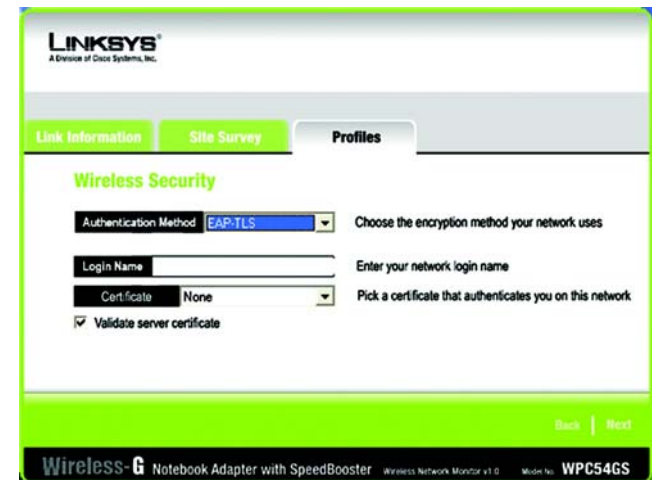 LINKSYS®
A Division of Cisco Systems, Inc.
Link Information
Site Survey
Profiles
Wireless Security
Authentication Method EAP-TLS Choose the encryption method your network uses
Login Name Enter your network login name
Certificate None Pick a certificate that authenticates you on this network
Validate server certificate
Back | Next
Wireless-G Notebook Adapter with SpeedBooster Wireless Network Monitor v1.0 Model No. WPC54GS